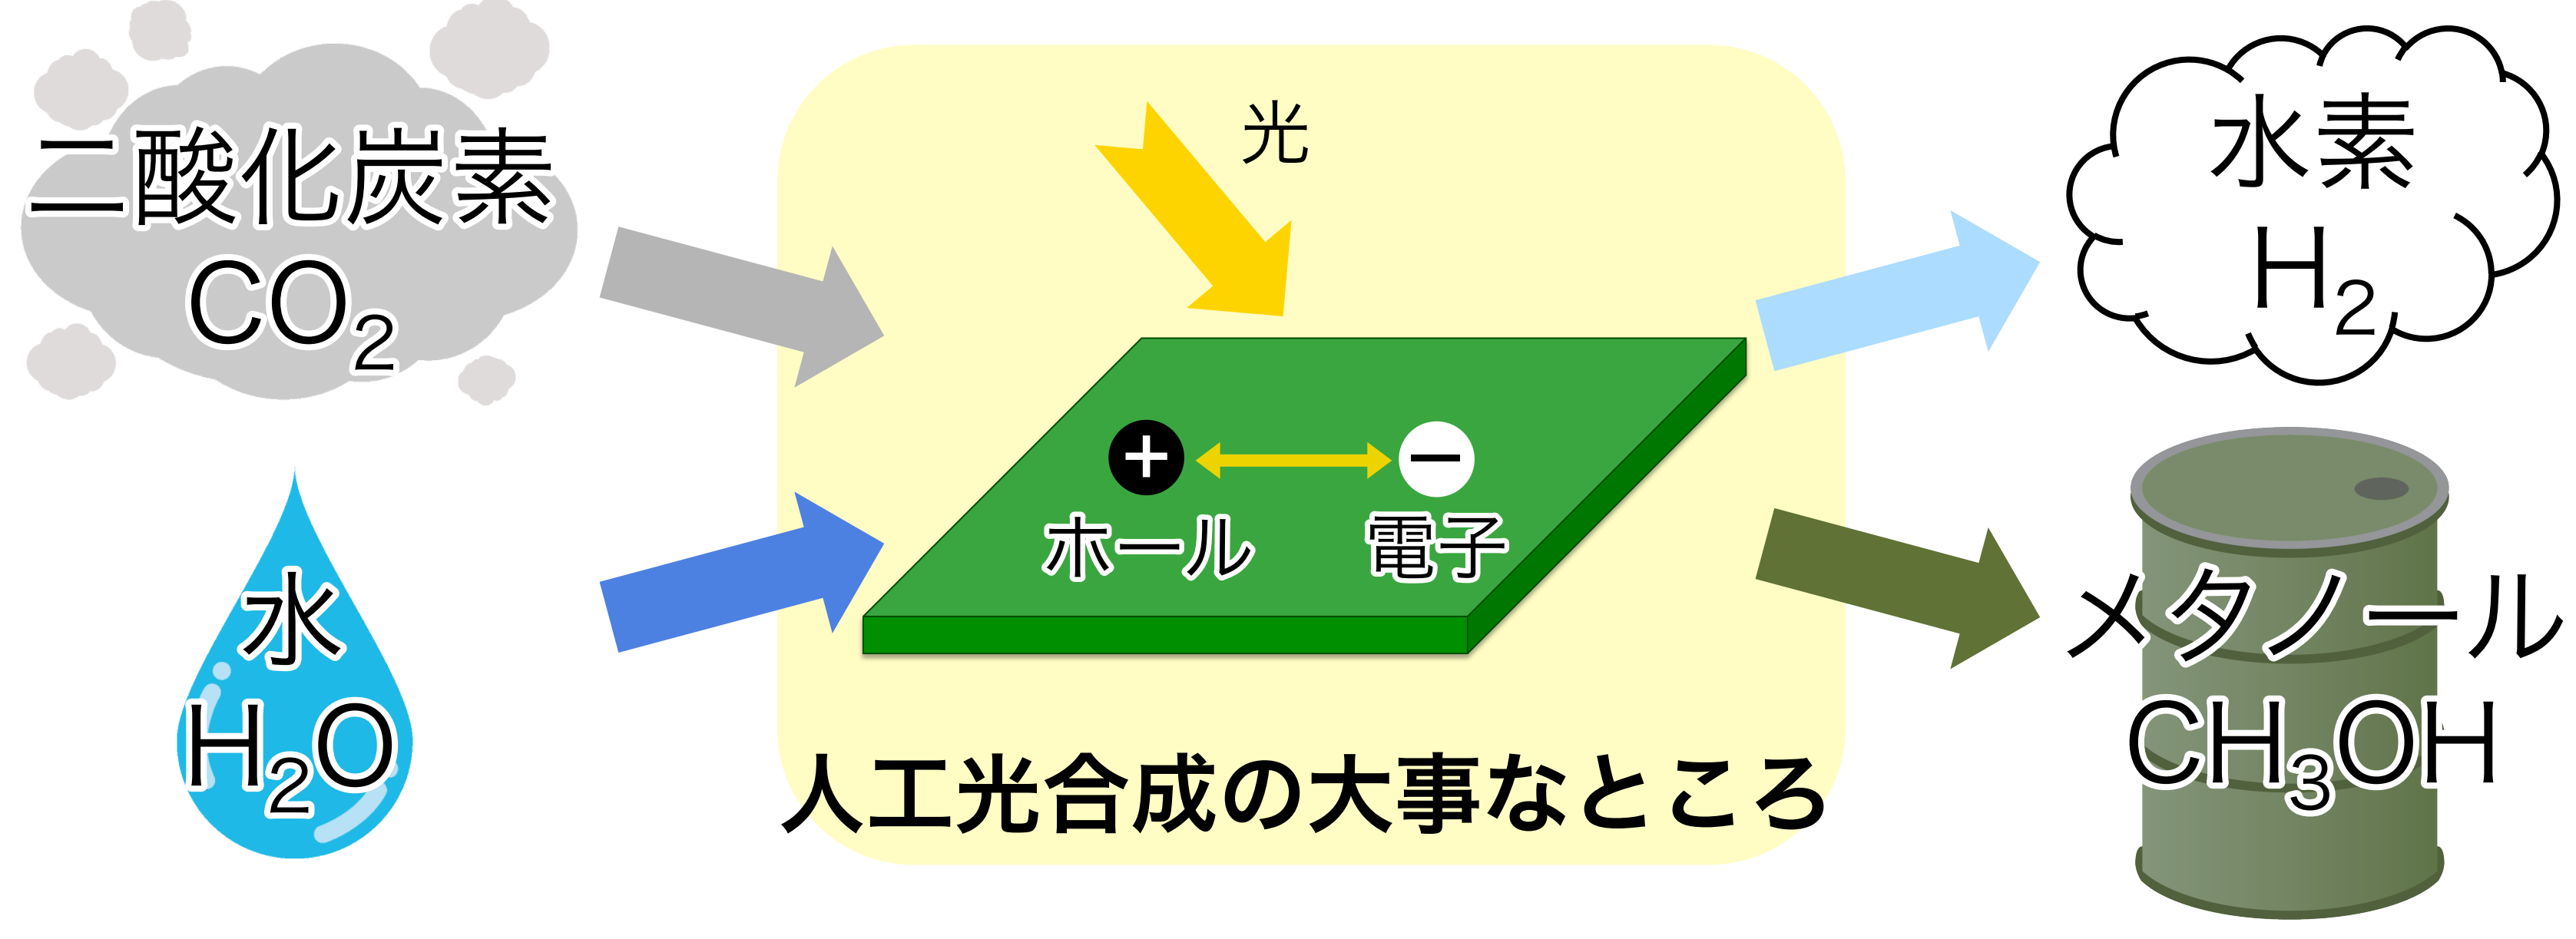 二酸化炭素
CO₂
水
H₂O
光
+
−
ホール
電子
人工光合成の大事なところ
水素
H₂
メタノール
CH₃OH